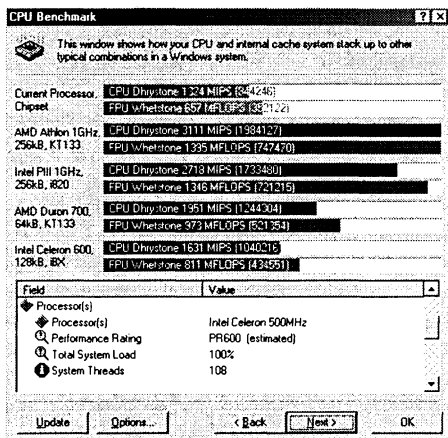 CPU Benchmark
This window shows how your CPU and internal cache system stack up to other
typical combinations in a Windows system.
Current Processor, Chipset
CPU Dhrystone MIPS
FPU Whetstone 657 MFLOPS
AMD Athlon 1GHz, 256kB, KT133
CPU Dhrystone 3111 MIPS (1984127)
FPU Whetstone 1395 MFLOPS (747470)
Intel PIII 1GHz, 256kB, i820
CPU Dhrystone 2718 MIPS (1733480)
FPU Whetstone 1346 MFLOPS (721215)
AMD Duron 700, 64kB, KT133
CPU Dhrystone 1951 MIPS (1244304)
FPU Whetstone 973 MFLOPS (521354)
Intel Celeron 600, 128kB, iBX
CPU Dhrystone 1631 MIPS (1040216
FPU Whetstone 811 MFLOPS (434551)
Field Value
Processor(s)
Processor(s) Intel Celeron 500MHz
Performance Rating PR600 (estimated)
Total System Load 100%
System Threads 108
Update Options... < Back Next > OK